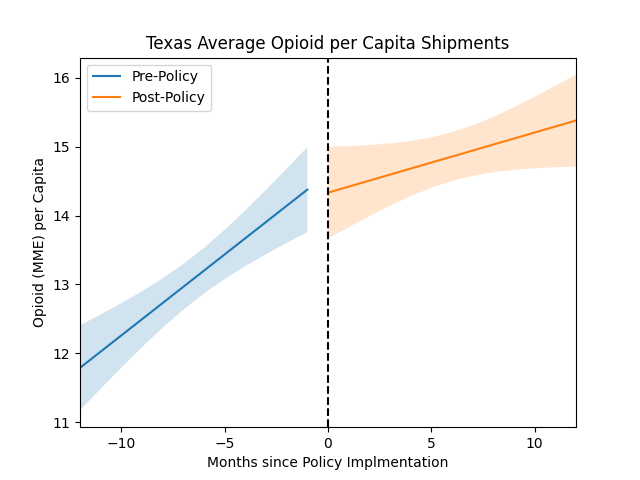 Texas Average Opioid per Capita Shipments
Pre-Policy
Post-Policy
Opioid (MME) per Capita
16
15
14
13
12
11
−10
−5
0
5
10
Months since Policy Implmentation